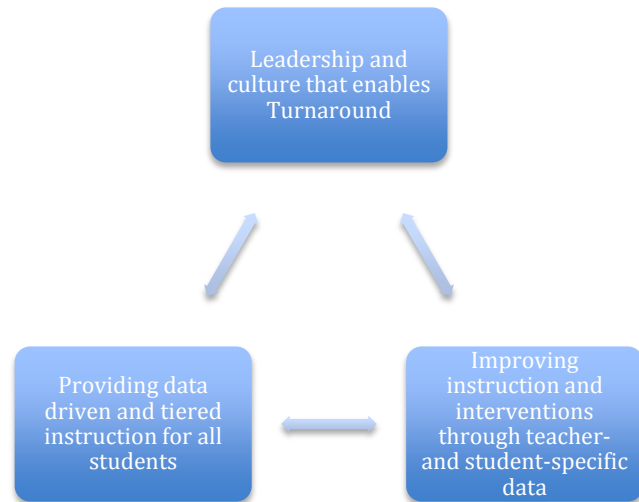 Leadership and
culture that enables
Turnaround
Providing data
driven and tiered
instruction for all
students
Improving
instruction and
interventions
through teacher-
and student-specific
data